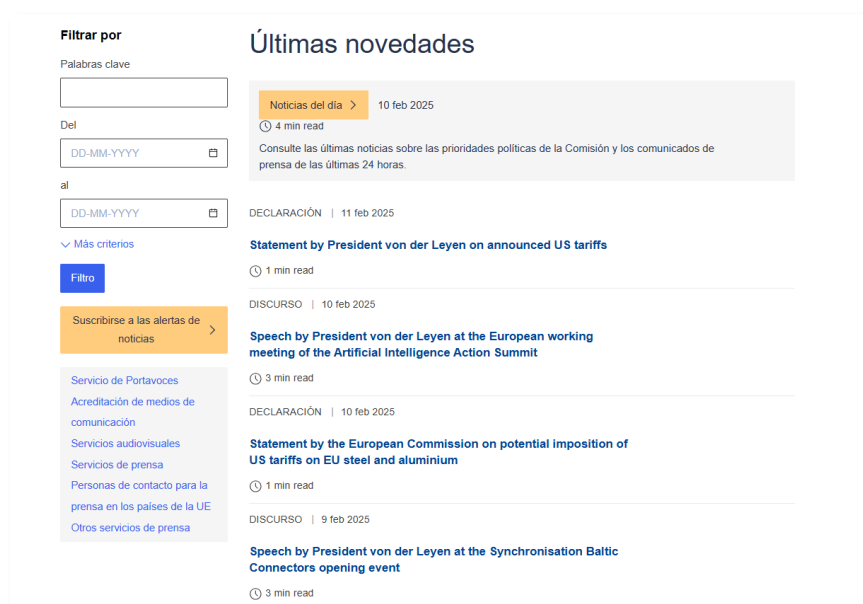 Filtrar por
Palabras clave
Del
DD-MM-YYYY
al
DD-MM-YYYY
Más criterios
Filtro
Suscribirse a las alertas de
noticias
Servicio de Portavoces
Acreditación de medios de
comunicación
Servicios audiovisuales
Servicios de prensa
Personas de contacto para la
prensa en los países de la UE
Otros servicios de prensa
Últimas novedades
Noticias del día 10 feb 2025
4 min read
Consulte las últimas noticias sobre las prioridades políticas de la Comisión y los comunicados de
prensa de las últimas 24 horas.
DECLARACIÓN | 11 feb 2025
Statement by President von der Leyen on announced US tariffs
1 min read
DISCURSO | 10 feb 2025
Speech by President von der Leyen at the European working
meeting of the Artificial Intelligence Action Summit
3 min read
DECLARACIÓN | 10 feb 2025
Statement by the European Commission on potential imposition of
US tariffs on EU steel and aluminium
1 min read
DISCURSO | 9 feb 2025
Speech by President von der Leyen at the Synchronisation Baltic
Connectors opening event
3 min read